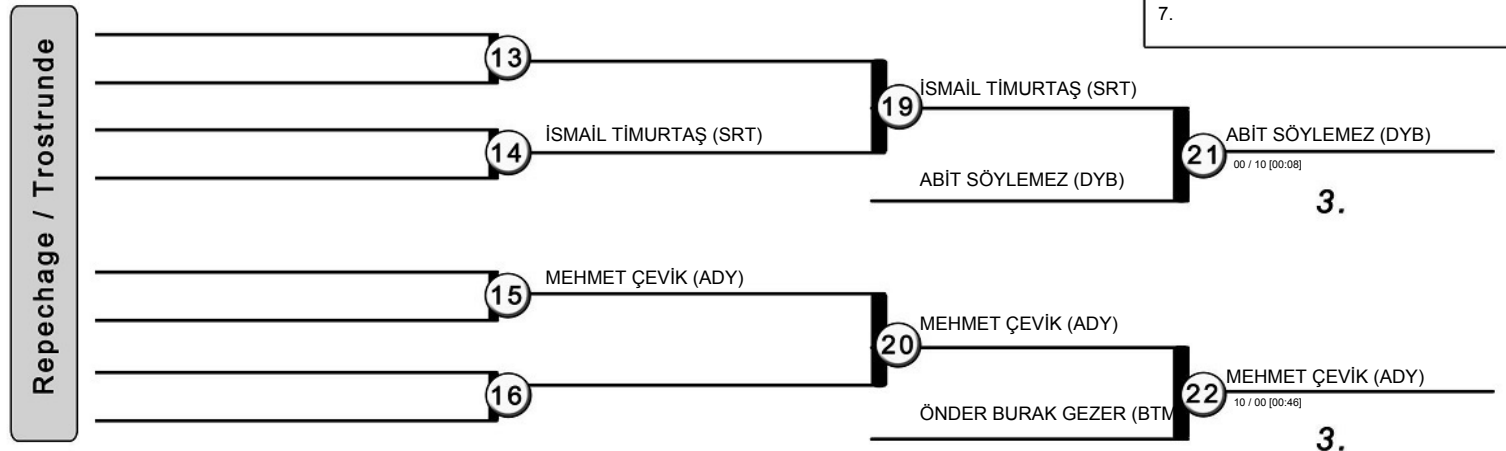 7.
Repechage / Trostrunde
13
İSMAİL TİMURTAŞ (SRT)
19
14
İSMAİL TİMURTAŞ (SRT)
ABİT SÖYLEMEZ (DYB)
21
00 / 10 [00:08]
ABİT SÖYLEMEZ (DYB)
3.
MEHMET ÇEVİK (ADY)
15
MEHMET ÇEVİK (ADY)
20
MEHMET ÇEVİK (ADY)
22
10 / 00 [00:46]
16
ÖNDER BURAK GEZER (BTM
3.